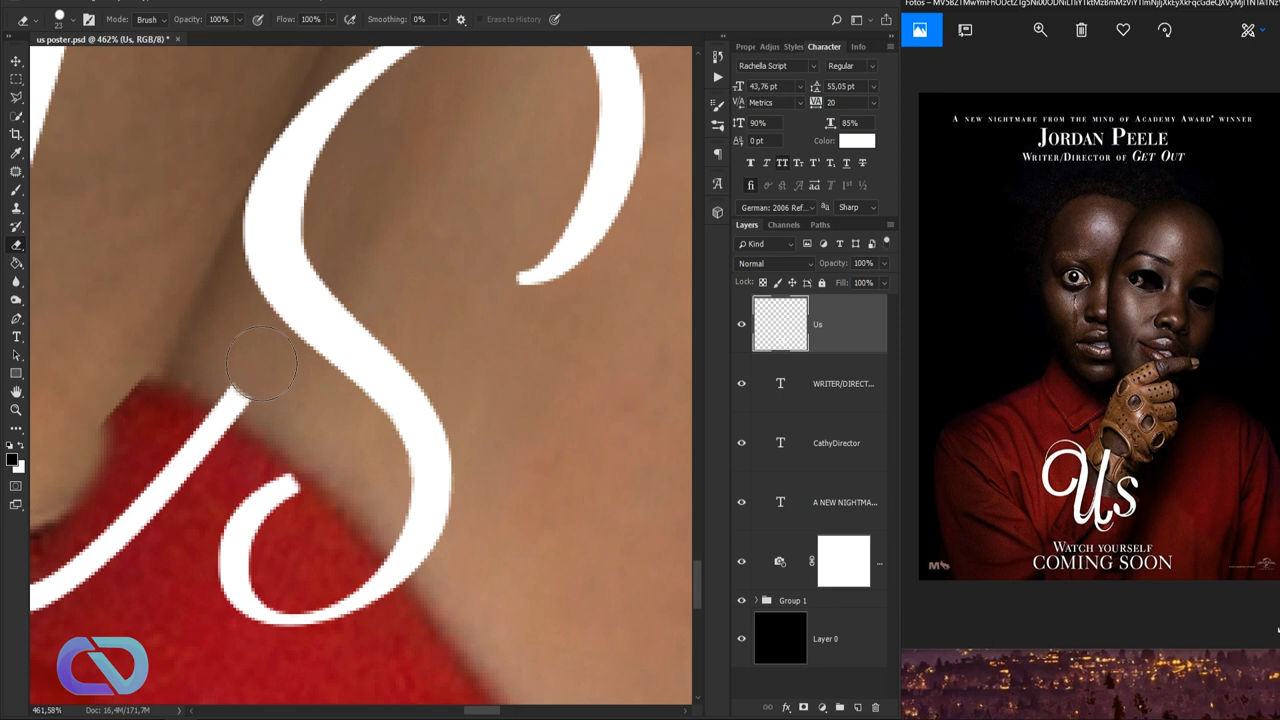 23
Mode: Brush
Opacity: 100%
Flow: 100%
Smoothing: 0%
Erase to History
us poster.psd @ 462% (Us, RGB/8) *
Prope
Adjus
Styles
Character
Info
Rachella Script
Regular
43,76 pt
55,05 pt
Metrics
20
90%
85%
0 pt
Color:
German: 2006 Ref...
Sharp
Layers
Channels
Paths
Kind
Normal
Opacity: 100%
Lock:
Fill: 100%
Us
WRITER/DIRECT...
CathyDirector
A NEW NIGHTMA...
Group 1
Layer 0
461,58%
Doc: 16,4M/171,7M
A NEW NIGHTMARE FROM THE MIND OF ACADEMY AWARD® WINNER
JORDAN PEELE
WRITER/DIRECTOR OF GET OUT
Us
WATCH YOURSELF
COMING SOON